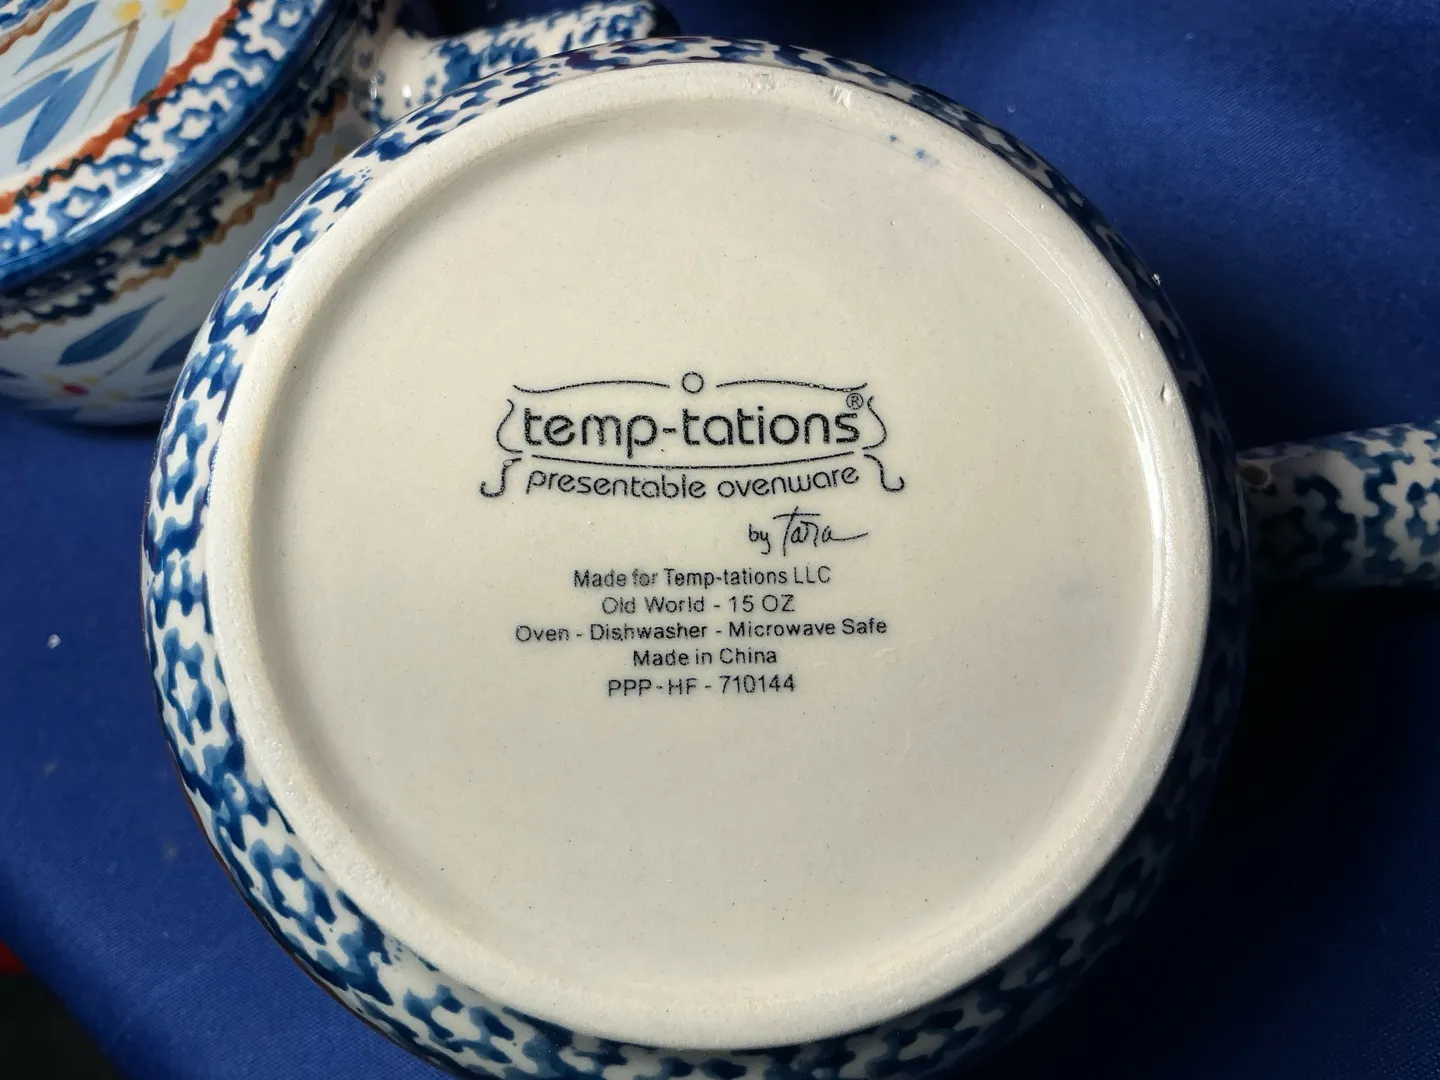 temp-tations®
presentable ovenware
by Tara
Made for Temp-tations LLC
Old World - 15 OZ
Oven - Dishwasher - Microwave Safe
Made in China
PPP - HF - 710144